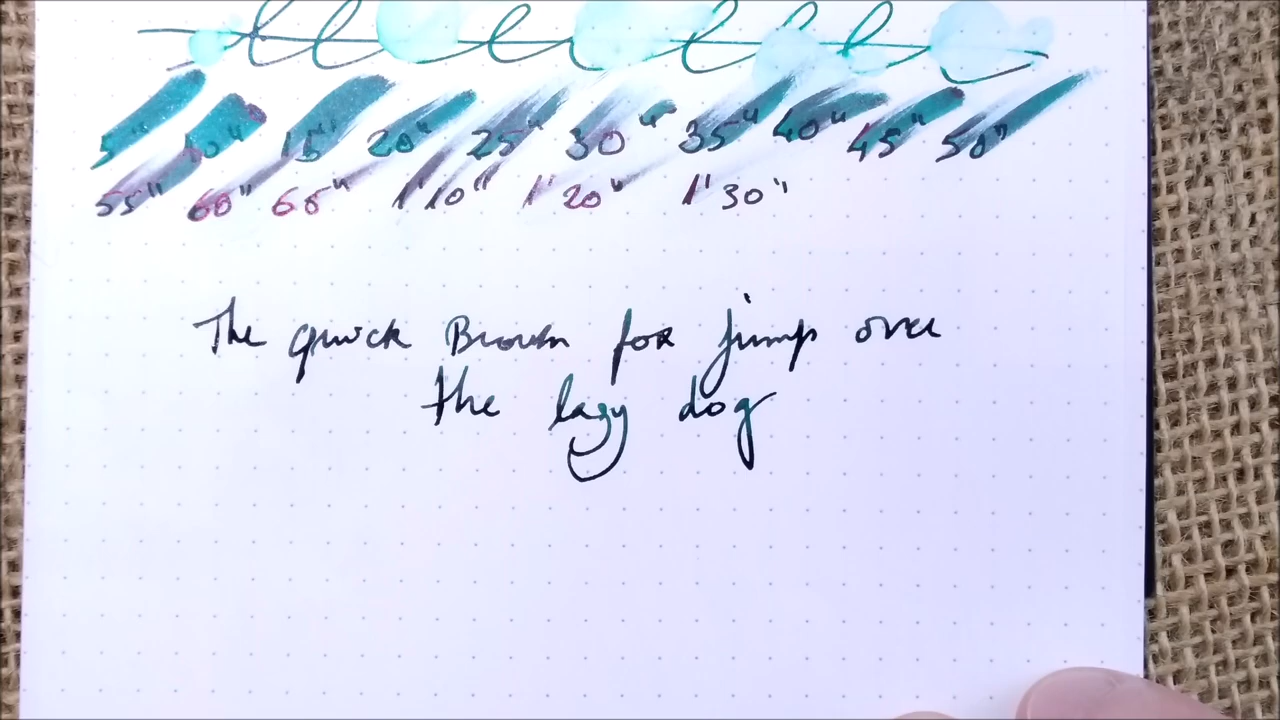 5" 10" 15" 20" 25" 30" 35" 40" 45" 50"
55" 60" 65" 1'10" 1'20" 1'30"
The quick Brown fox jump over
the lazy dog